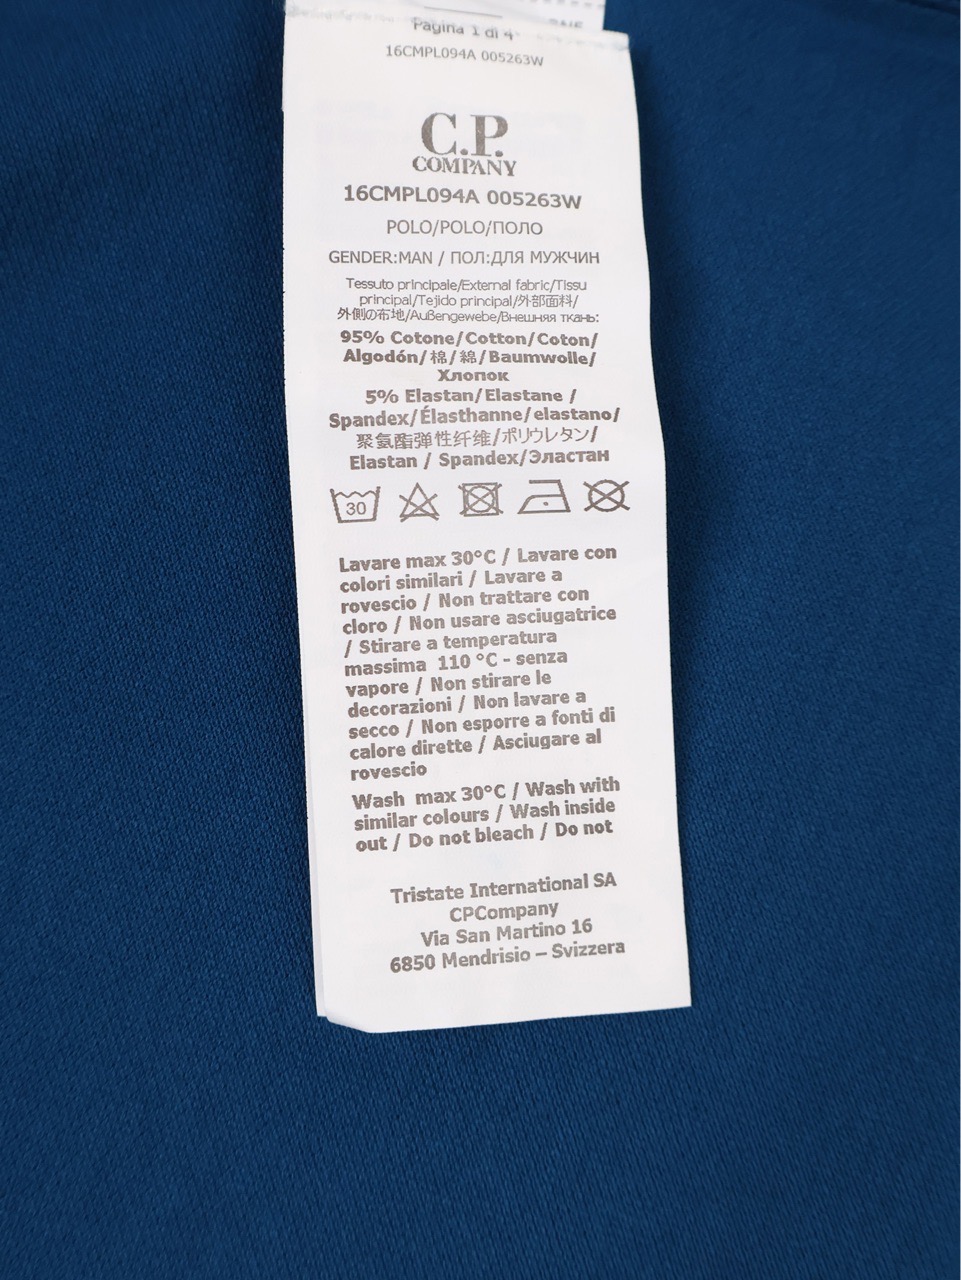 Pagina 1 di 4
16CMPL094A 005263W
C.P.
COMPANY
16CMPL094A 005263W
POLO/POLO/ПОЛО
GENDER:MAN / ПОЛ:ДЛЯ МУЖЧИН
Tessuto principale/External fabric/Tissu
principal/Tejido principal/外部面料/
外側の布地/Außengewebe/Внешняя ткань:
95% Cotone/Cotton/Coton/
Algodón/棉/綿/Baumwolle/
Хлопок
5% Elastan/Elastane /
Spandex/Élasthanne/elastano/
聚氨酯弹性纤维/ポリウレタン/
Elastan / Spandex/Эластан
30
Lavare max 30°C / Lavare con
colori similari / Lavare a
rovescio / Non trattare con
cloro / Non usare asciugatrice
/ Stirare a temperatura
massima 110 °C - senza
vapore / Non stirare le
decorazioni / Non lavare a
secco / Non esporre a fonti di
calore dirette / Asciugare al
rovescio
Wash max 30°C / Wash with
similar colours / Wash inside
out / Do not bleach / Do not
Tristate International SA
CPCompany
Via San Martino 16
6850 Mendrisio – Svizzera